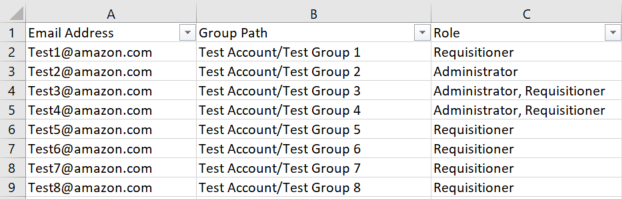 A B C
1 Email Address Group Path Role
2 Test1@amazon.com Test Account/Test Group 1 Requisitioner
3 Test2@amazon.com Test Account/Test Group 2 Administrator
4 Test3@amazon.com Test Account/Test Group 3 Administrator, Requisitioner
5 Test4@amazon.com Test Account/Test Group 4 Administrator, Requisitioner
6 Test5@amazon.com Test Account/Test Group 5 Requisitioner
7 Test6@amazon.com Test Account/Test Group 6 Requisitioner
8 Test7@amazon.com Test Account/Test Group 7 Requisitioner
9 Test8@amazon.com Test Account/Test Group 8 Requisitioner